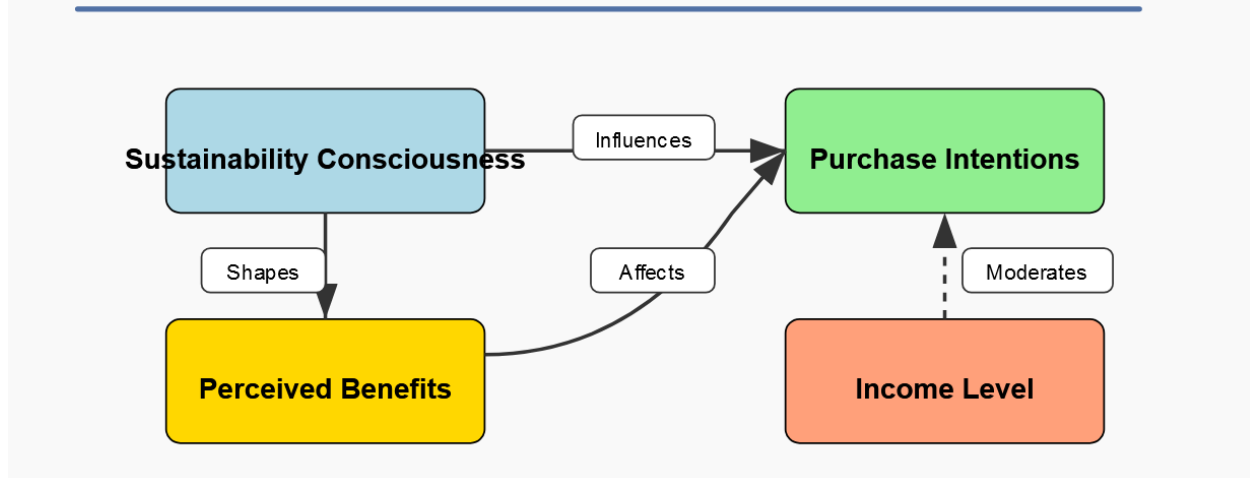 Sustainability Consciousness
Influences
Purchase Intentions
Shapes
Affects
Moderates
Perceived Benefits
Income Level